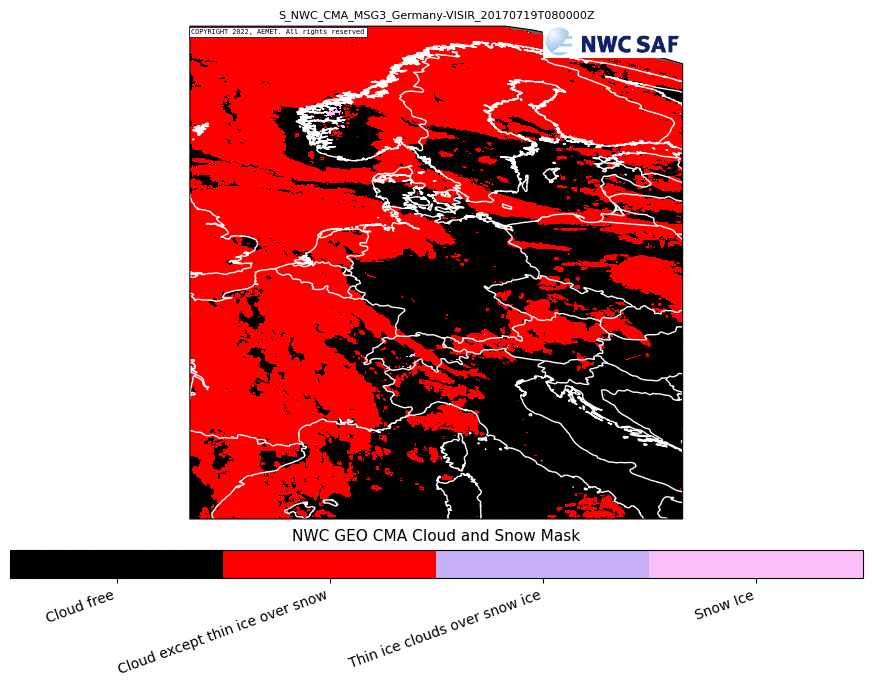 S_NWC_CMA_MSG3_Germany-VISIR_20170719T080000Z
COPYRIGHT 2022, AEMET. All rights reserved
NWC SAF
NWC GEO CMA Cloud and Snow Mask
Cloud free
Cloud except thin ice over snow
Thin ice clouds over snow ice
Snow Ice